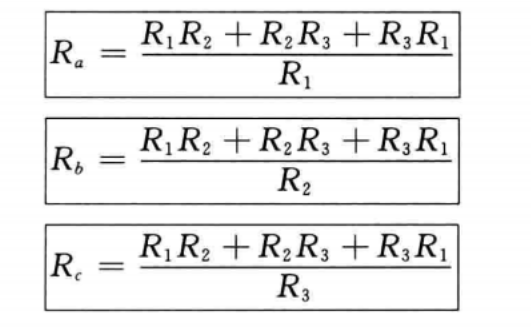 R_a = \frac{R_1 R_2 + R_2 R_3 + R_3 R_1}{R_1}
R_b = \frac{R_1 R_2 + R_2 R_3 + R_3 R_1}{R_2}
R_c = \frac{R_1 R_2 + R_2 R_3 + R_3 R_1}{R_3}